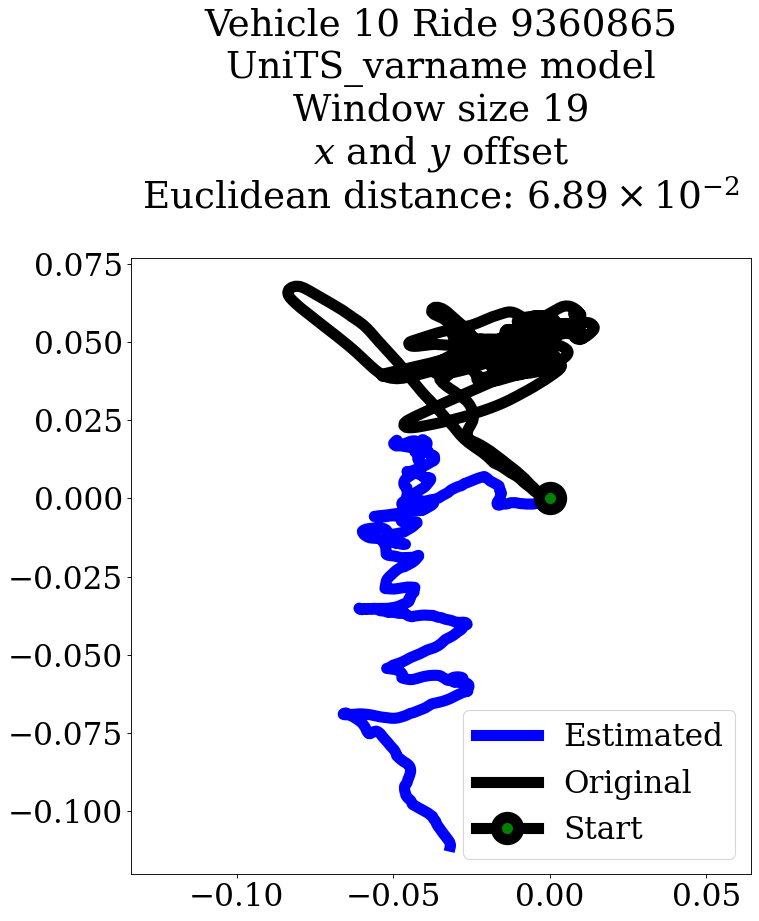 Vehicle 10 Ride 9360865
UniTS_varname model
Window size 19
x and y offset
Euclidean distance: 6.89 × 10⁻²
0.075
0.050
0.025
0.000
−0.025
−0.050
−0.075
−0.100
Estimated
Original
Start
−0.10
−0.05
0.00
0.05